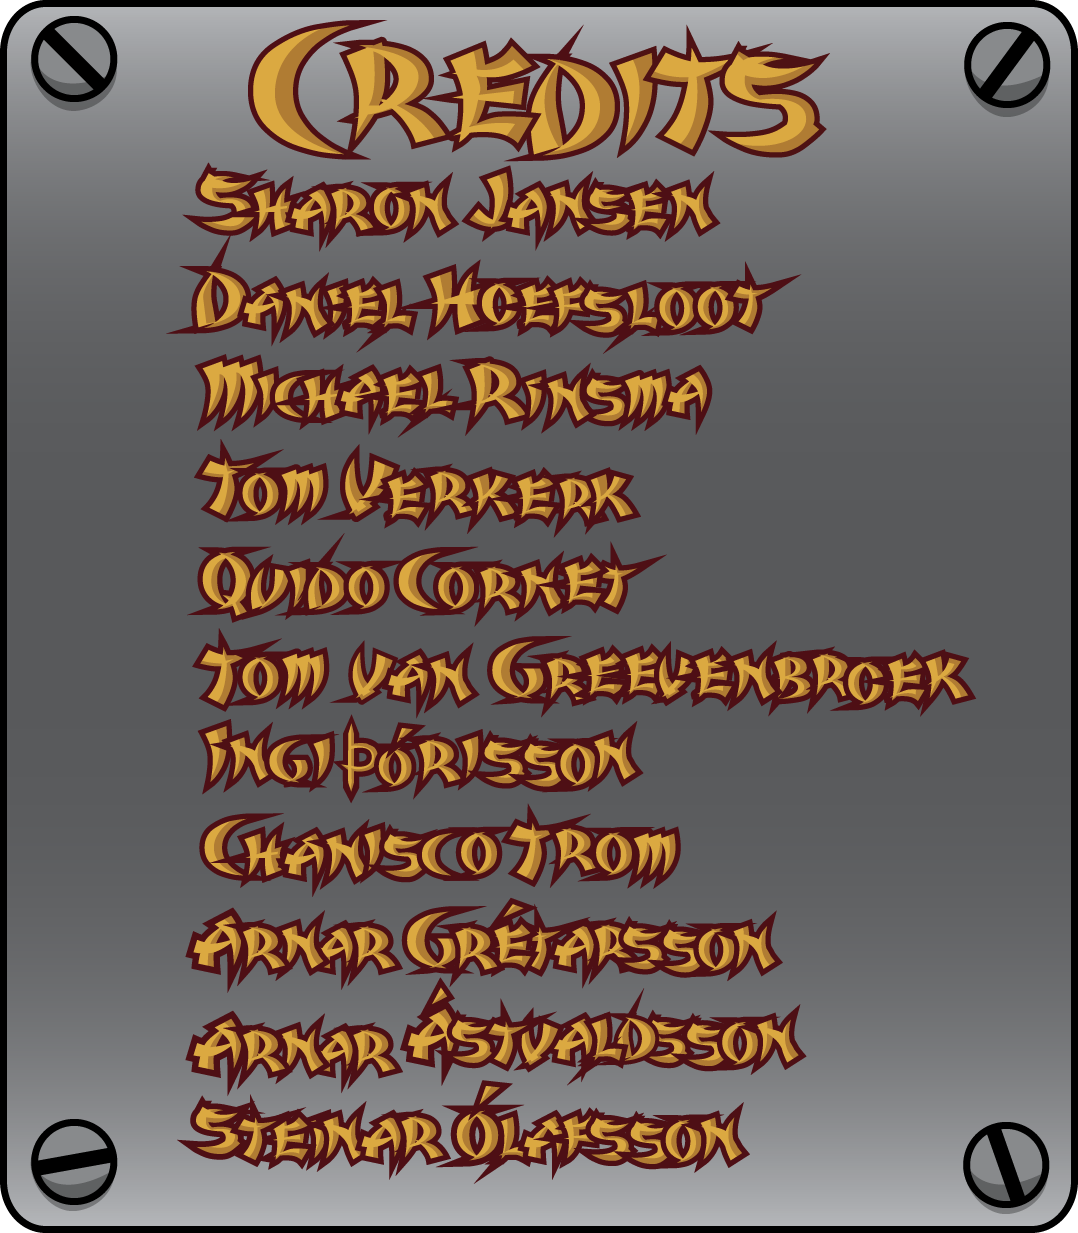 Credits
Sharon Jansen
Daniel Hoefsloot
Michael Rinsma
Tom Verkerk
Quido Cornet
Tom van Greevenbroek
Ingi Þórisson
Chanisco Trom
Arnar Grétarsson
Arnar Ástvaldsson
Steinar Ólafsson